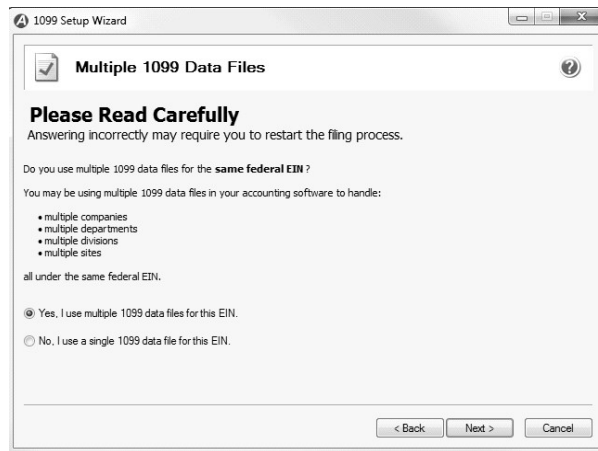 1099 Setup Wizard
Multiple 1099 Data Files
Please Read Carefully
Answering incorrectly may require you to restart the filing process.
Do you use multiple 1099 data files for the same federal EIN ?
You may be using multiple 1099 data files in your accounting software to handle:
• multiple companies
• multiple departments
• multiple divisions
• multiple sites
all under the same federal EIN.
Yes, I use multiple 1099 data files for this EIN.
No, I use a single 1099 data file for this EIN.
< Back Next > Cancel